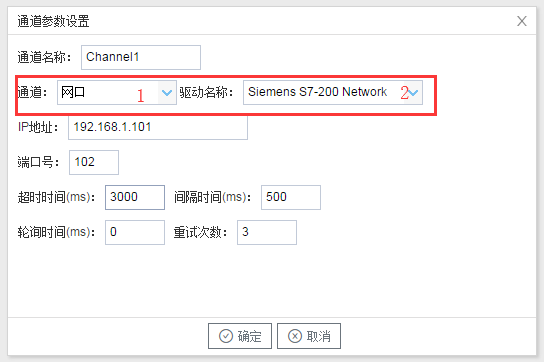 通道参数设置
通道名称： Channel1
通道： 网口 1 驱动名称： Siemens S7-200 Network 2
IP地址： 192.168.1.101
端口号： 102
超时时间(ms)： 3000 间隔时间(ms)： 500
轮询时间(ms)： 0 重试次数： 3
确定 取消